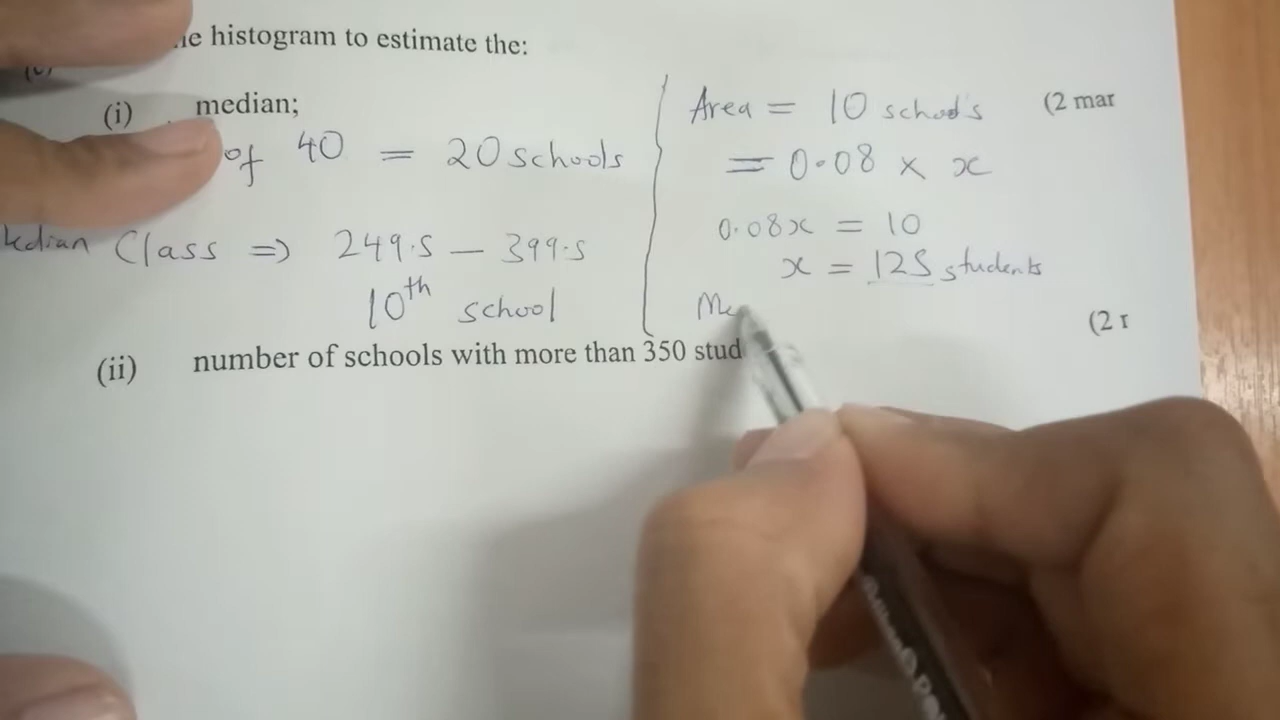 histogram to estimate the:
(i) median;
of 40 = 20 schools
Class => 249.5 – 399.5
10th school
Area = 10 schools (2 mar
= 0.08 × x
0.08x = 10
x = 125 students
Me
(2
(ii) number of schools with more than 350 stud